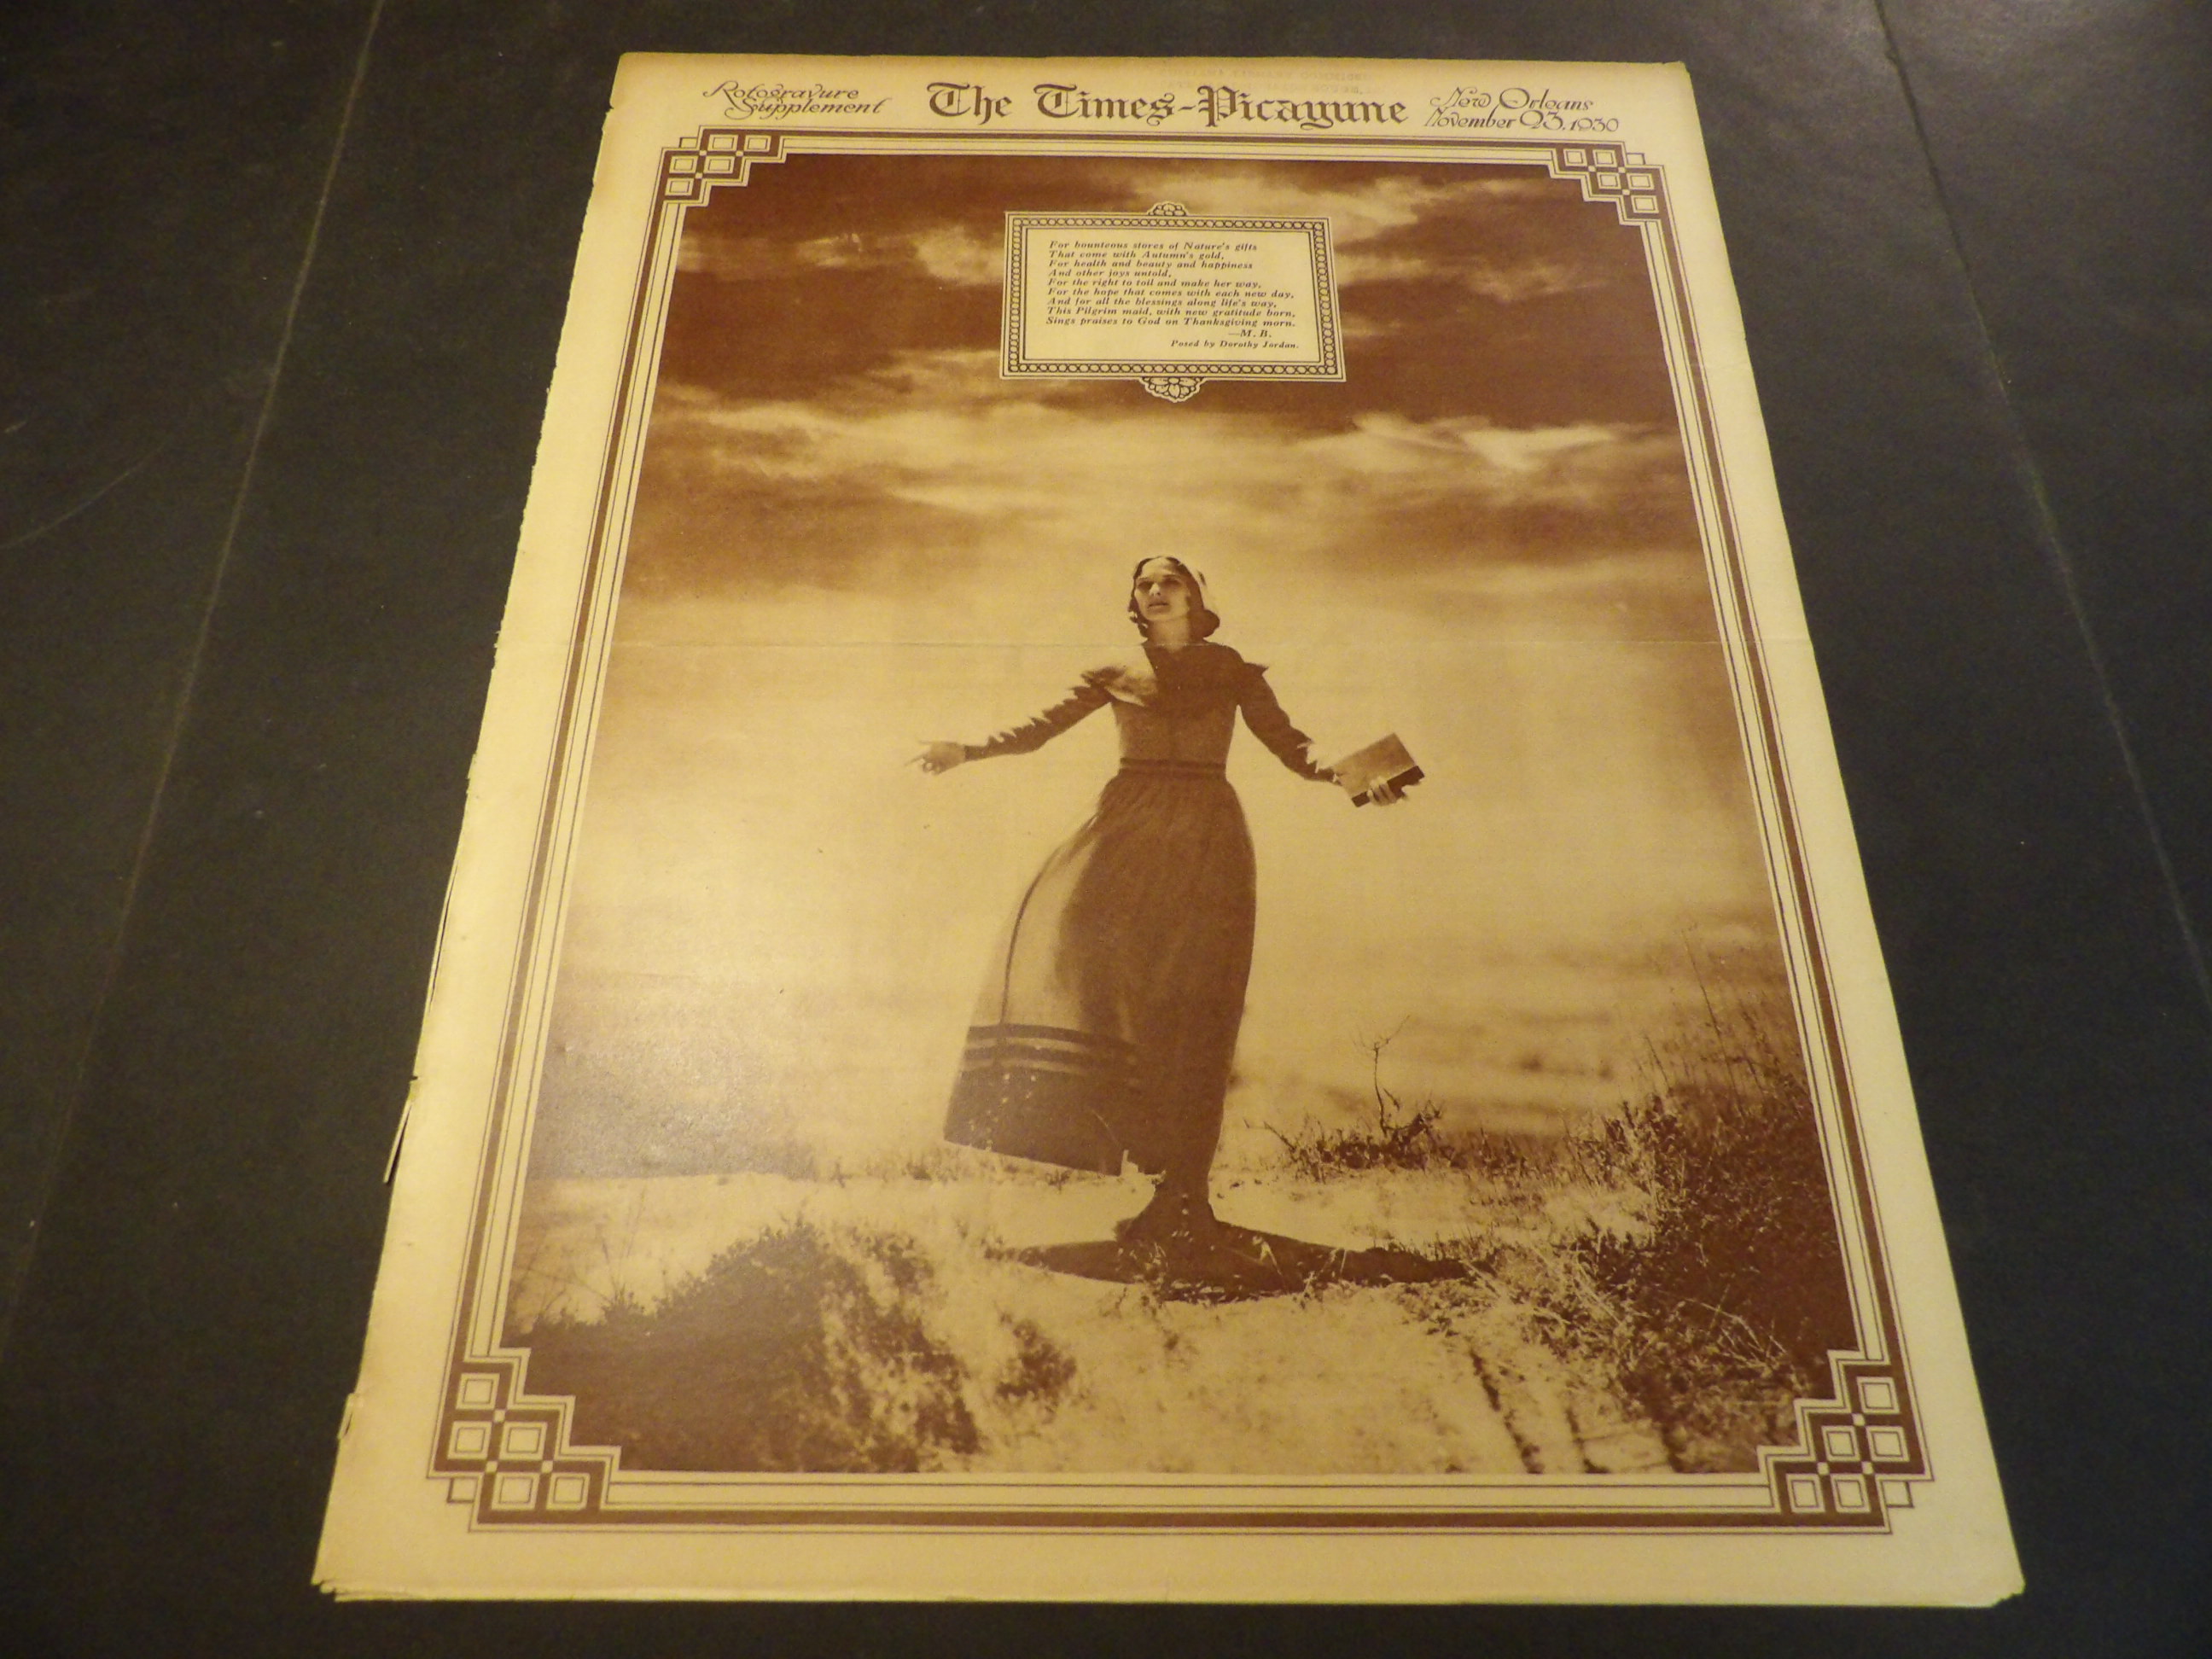 Rotogravure
Supplement
The Times-Picayune
New Orleans
November 23, 1930
For bounteous stores of Nature's gifts
That come with Autumn's gold,
For health and beauty and happiness
And other joys untold,
For the right to toil and make her way,
For the hope that comes with each new day,
And for all the blessings along life's way,
This Pilgrim maid, with new gratitude born,
Sings praises to God on Thanksgiving morn.
—M. B.
Posed by Dorothy Jordan.